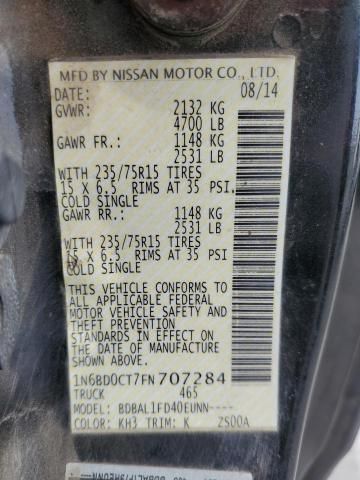 MFD BY NISSAN MOTOR CO., LTD.
DATE: 08/14
GVWR: 2132 KG
4700 LB
GAWR FR.: 1148 KG
2531 LB
WITH 235/75R15 TIRES
15 X 6.5 RIMS AT 35 PSI.
COLD SINGLE
GAWR RR.: 1148 KG
2531 LB
WITH 235/75R15 TIRES
15 X 6.5 RIMS AT 35 PSI
COLD SINGLE
THIS VEHICLE CONFORMS TO
ALL APPLICABLE FEDERAL
MOTOR VEHICLE SAFETY AND
THEFT PREVENTION
STANDARDS IN EFFECT ON
THE DATE OF MANUFACTURE
SHOWN ABOVE.
1N6BD0CT7FN707284
TRUCK 465
MODEL: BDBAL1FD40EUNN----
COLOR: KH3 TRIM: K 2S00A